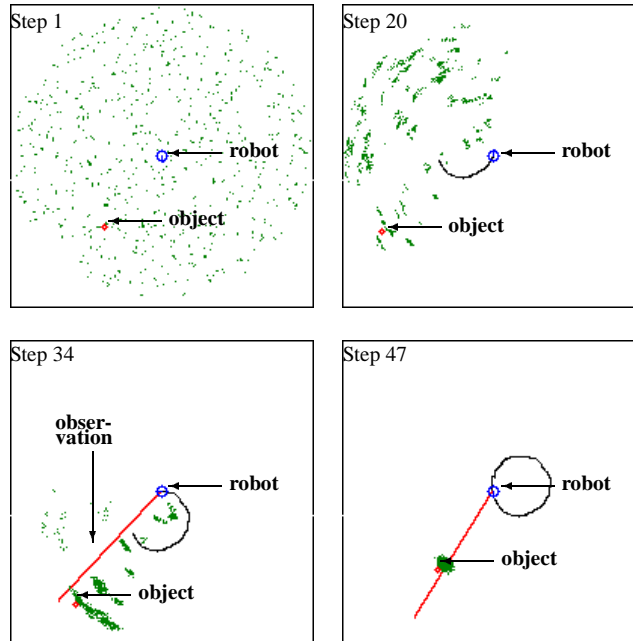 Step 1
robot
object
Step 20
robot
object
Step 34
obser-
vation
robot
object
Step 47
robot
object